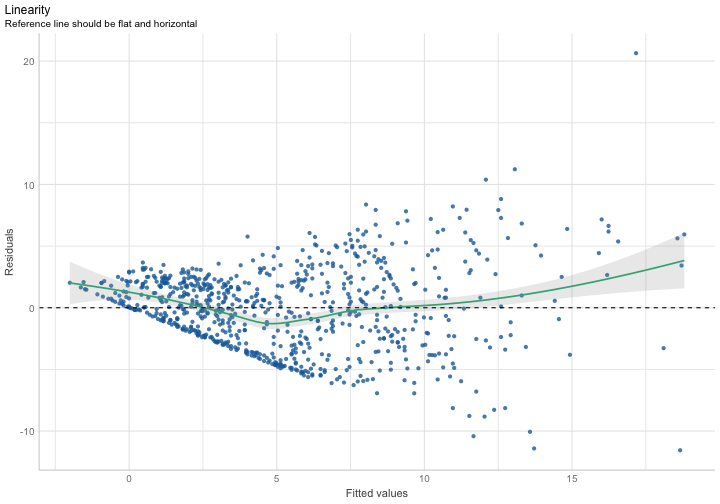 Linearity
Reference line should be flat and horizontal
20
10
0
-10
Residuals
0
5
10
15
Fitted values